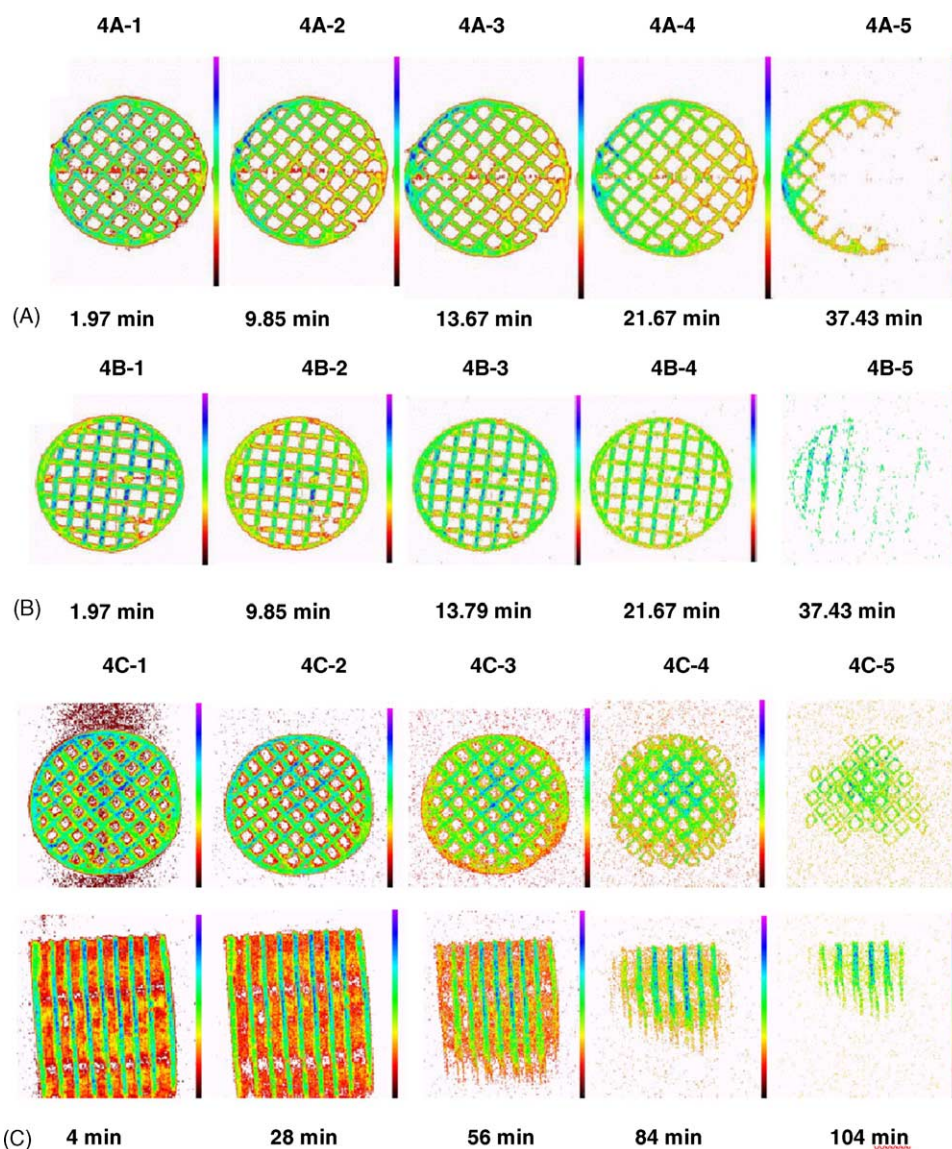 4A-1 4A-2 4A-3 4A-4 4A-5
(A) 1.97 min 9.85 min 13.67 min 21.67 min 37.43 min
4B-1 4B-2 4B-3 4B-4 4B-5
(B) 1.97 min 9.85 min 13.79 min 21.67 min 37.43 min
4C-1 4C-2 4C-3 4C-4 4C-5
(C) 4 min 28 min 56 min 84 min 104 min